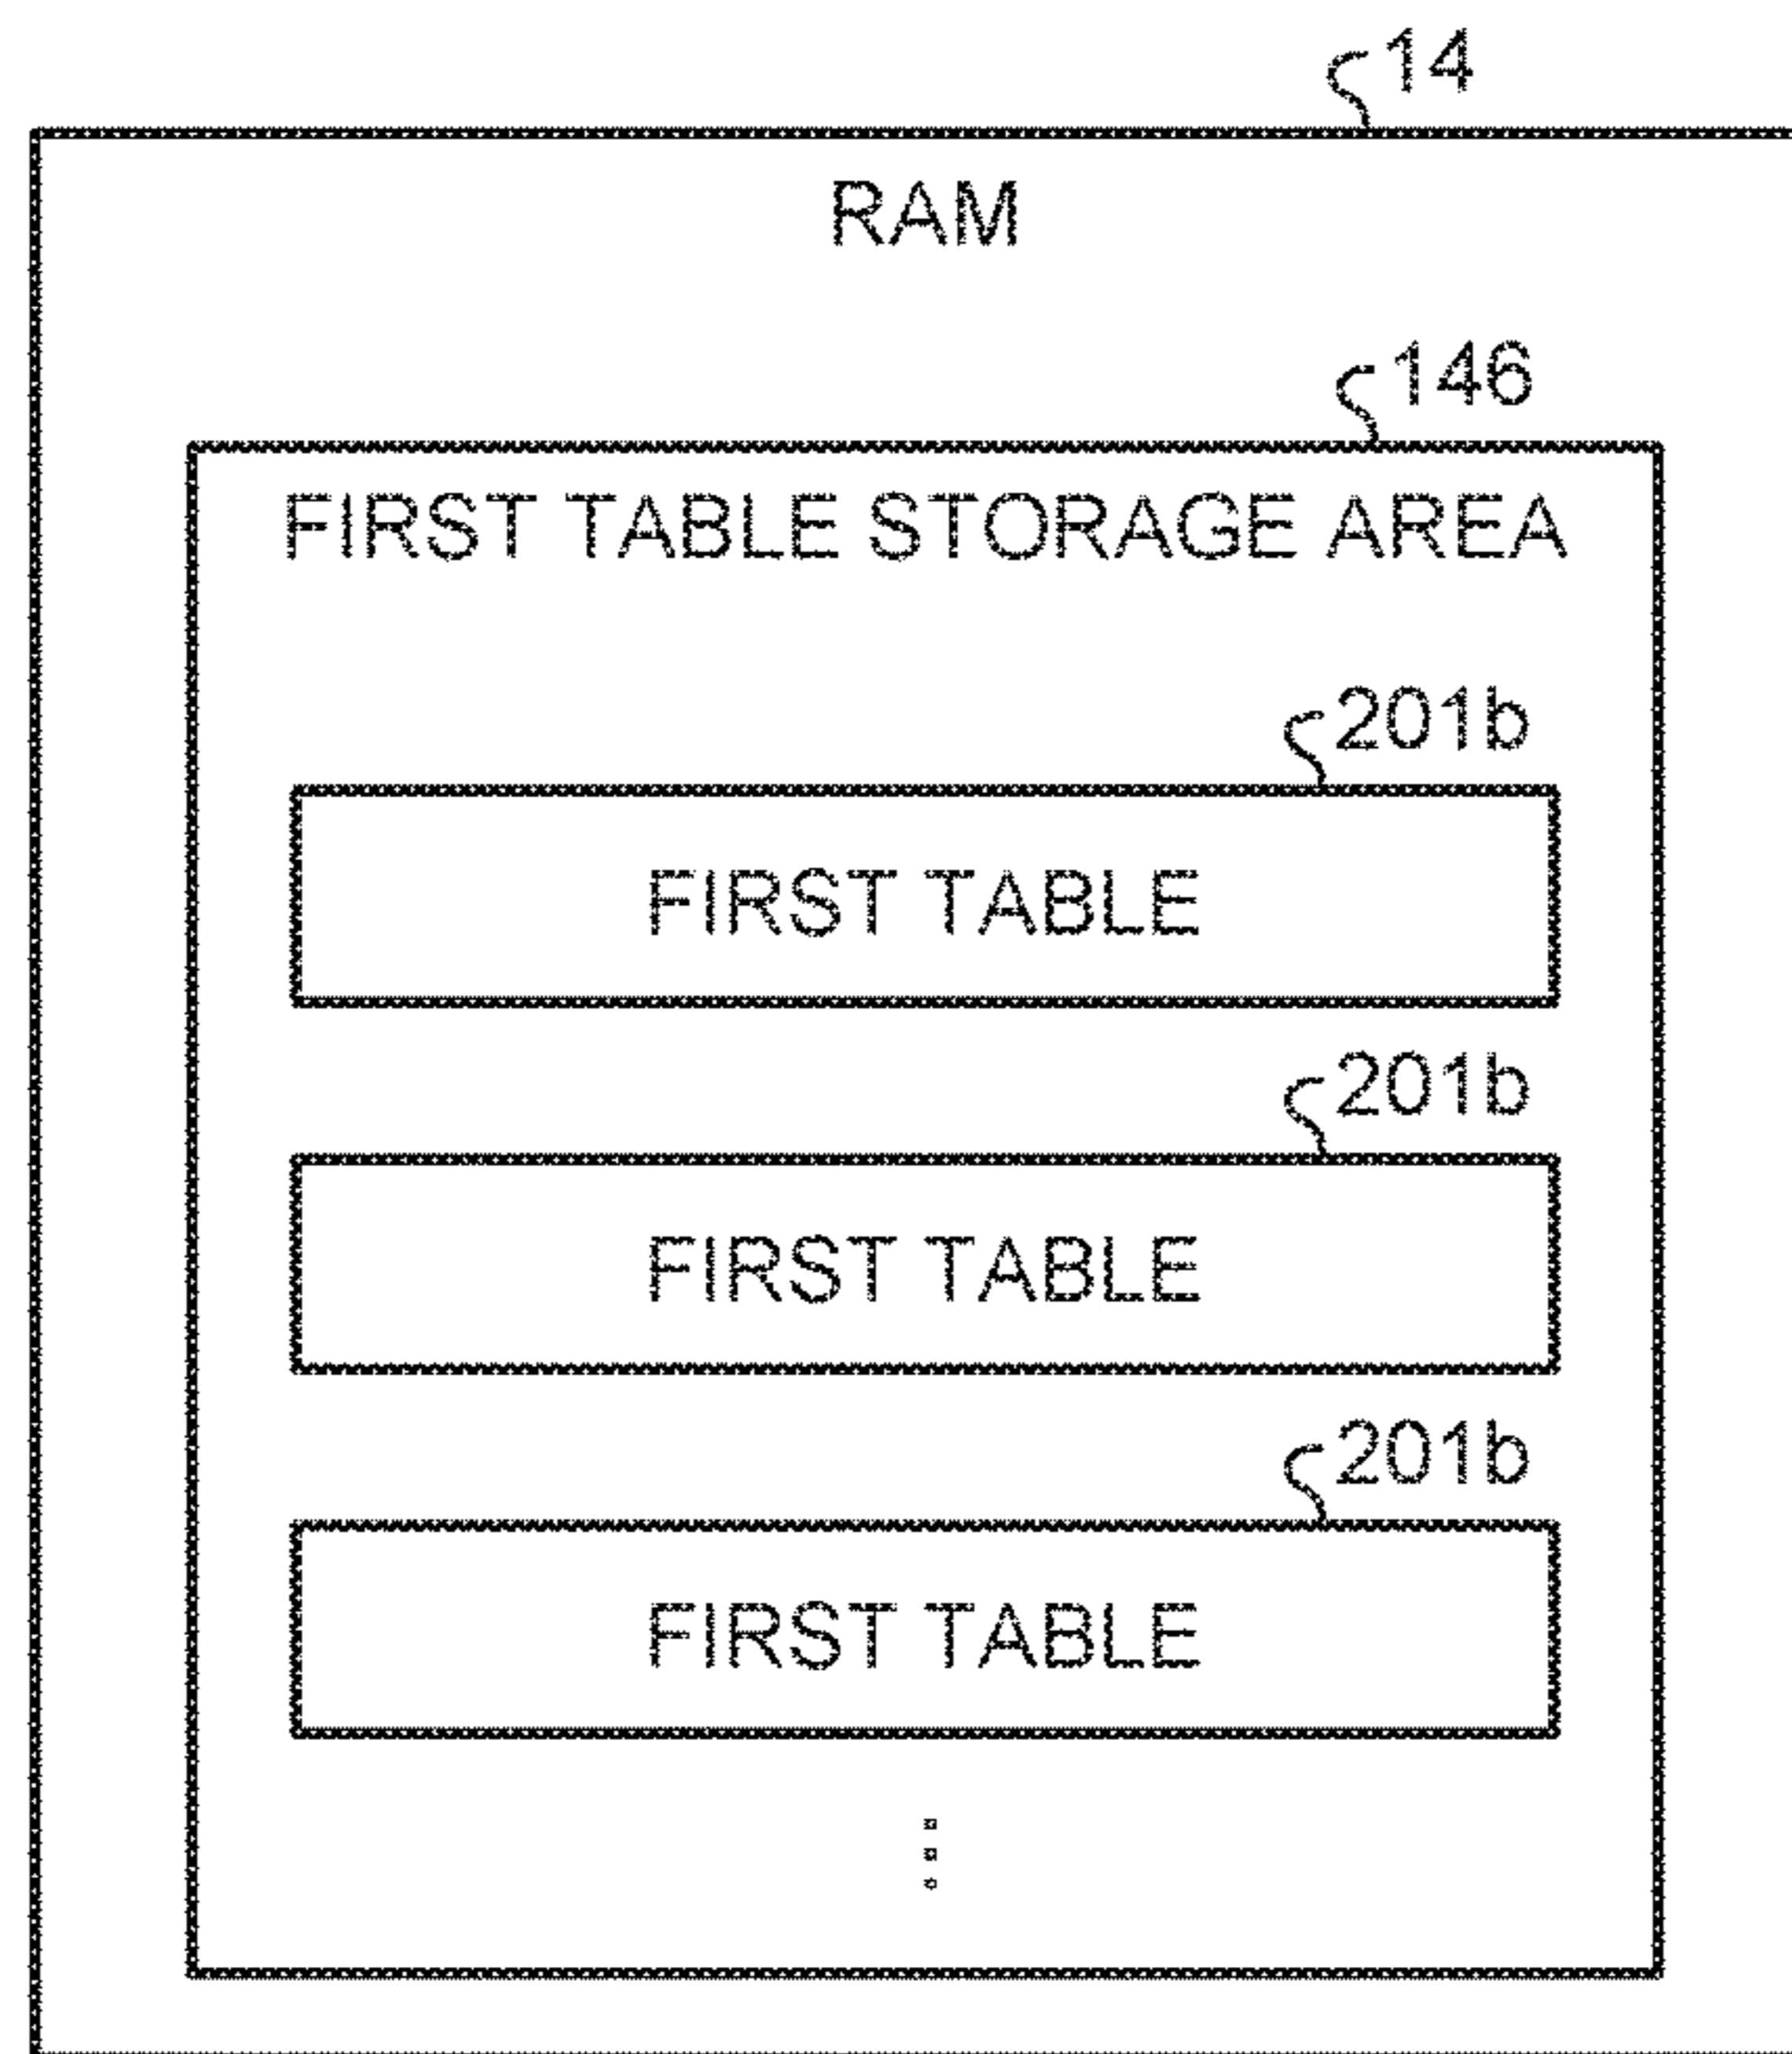 14
RAM
146
FIRST TABLE STORAGE AREA
201b
FIRST TABLE
201b
FIRST TABLE
201b
FIRST TABLE